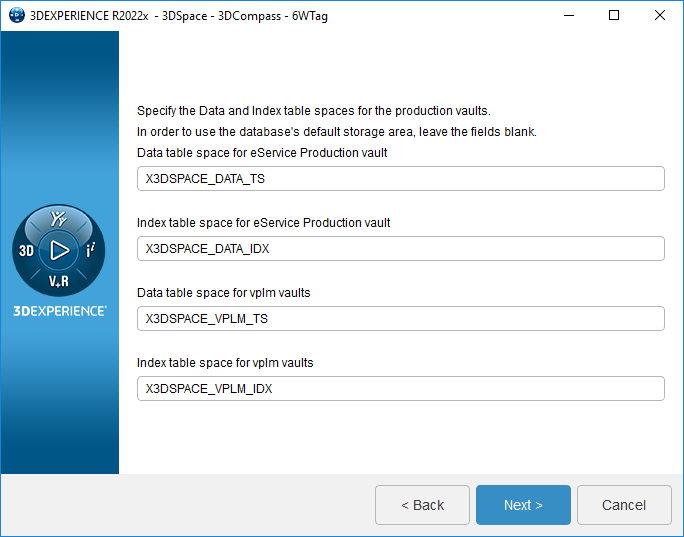 3DEXPERIENCE R2022x - 3DSpace - 3DCompass - 6WTag
Specify the Data and Index table spaces for the production vaults.
In order to use the database's default storage area, leave the fields blank.
Data table space for eService Production vault
X3DSPACE_DATA_TS
Index table space for eService Production vault
X3DSPACE_DATA_IDX
Data table space for vplm vaults
X3DSPACE_VPLM_TS
Index table space for vplm vaults
X3DSPACE_VPLM_IDX
3D
i
V+R
3DEXPERIENCE
< Back
Next >
Cancel